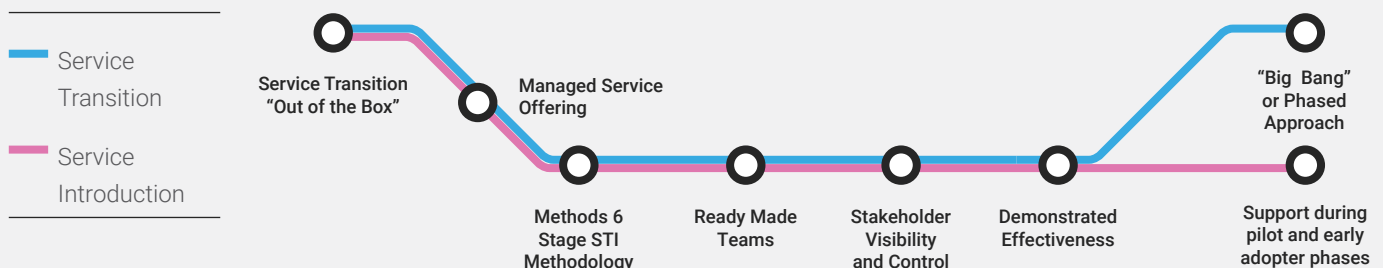 Service
Transition
Service
Introduction
Service Transition
“Out of the Box”
Managed Service
Offering
Methods 6
Stage STI
Methodology
Ready Made
Teams
Stakeholder
Visibility
and Control
Demonstrated
Effectiveness
“Big Bang”
or Phased
Approach
Support during
pilot and early
adopter phases